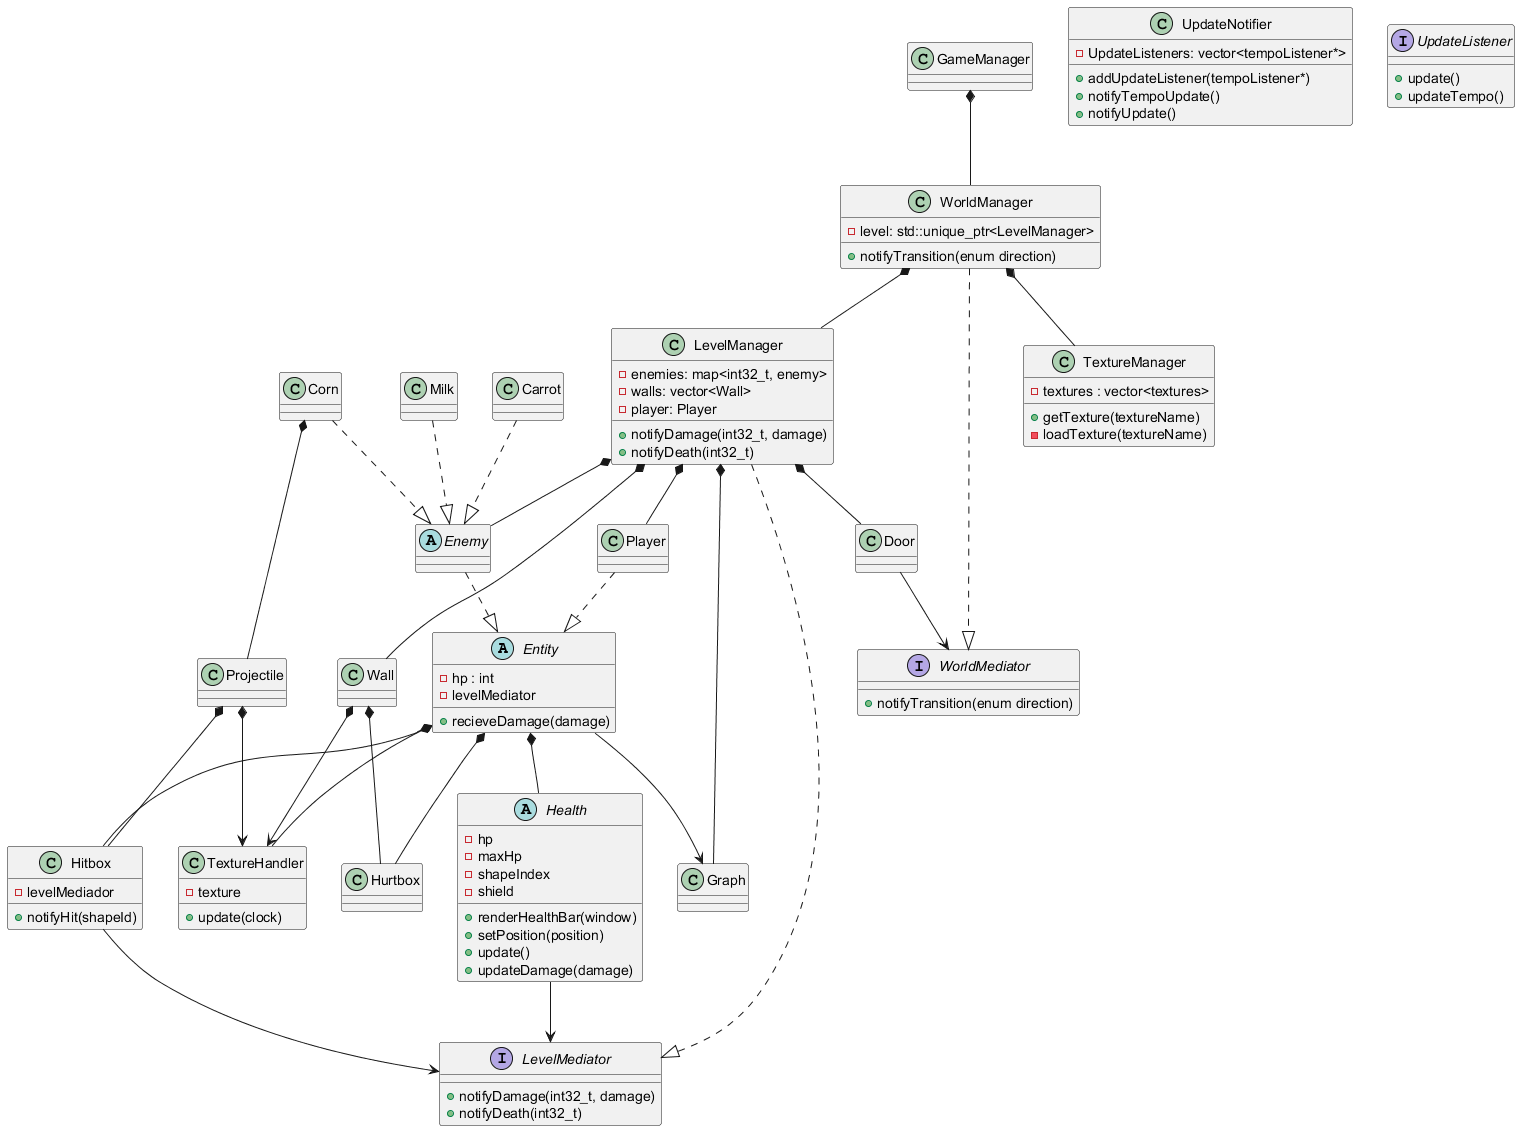 C UpdateNotifier
UpdateListeners: vector<tempoListener*>
addUpdateListener(tempoListener*)
notifyTempoUpdate()
notifyUpdate()
I UpdateListener
update()
updateTempo()
C GameManager
C WorldManager
level: std::unique_ptr<LevelManager>
notifyTransition(enum direction)
C LevelManager
enemies: map<int32_t, enemy>
walls: vector<Wall>
player: Player
notifyDamage(int32_t, damage)
notifyDeath(int32_t)
C TextureManager
textures : vector<textures>
getTexture(textureName)
loadTexture(textureName)
C Corn
C Milk
C Carrot
A Enemy
C Player
C Door
C Projectile
C Wall
A Entity
hp : int
levelMediator
recieveDamage(damage)
I WorldMediator
notifyTransition(enum direction)
C Hitbox
levelMediador
notifyHit(shapeId)
C TextureHandler
texture
update(clock)
C Hurtbox
A Health
hp
maxHp
shapeIndex
shield
renderHealthBar(window)
setPosition(position)
update()
updateDamage(damage)
C Graph
I LevelMediator
notifyDamage(int32_t, damage)
notifyDeath(int32_t)